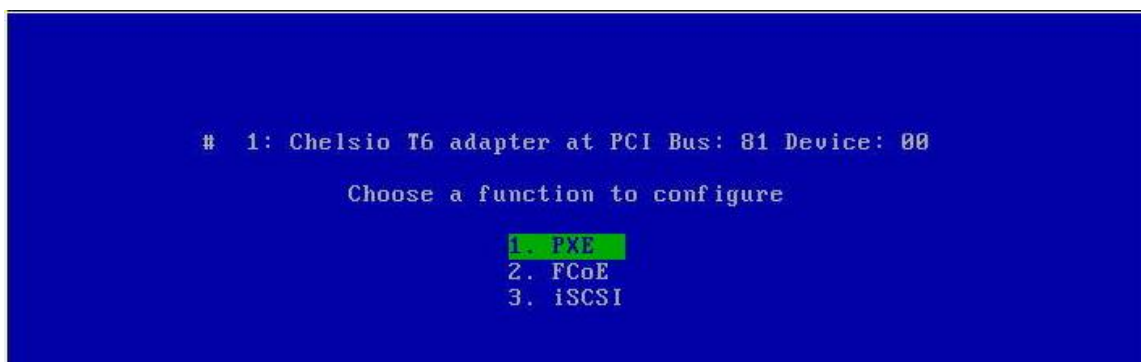 # 1: Chelsio T6 adapter at PCI Bus: 81 Device: 00
Choose a function to configure
1. PXE
2. FCoE
3. iSCSI